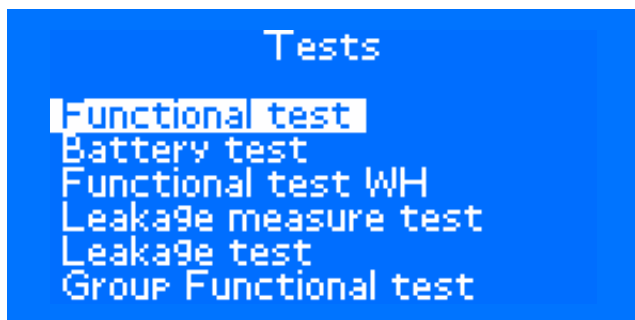 Tests
Functional test
Battery test
Functional test WH
Leakage measure test
Leakage test
Group Functional test